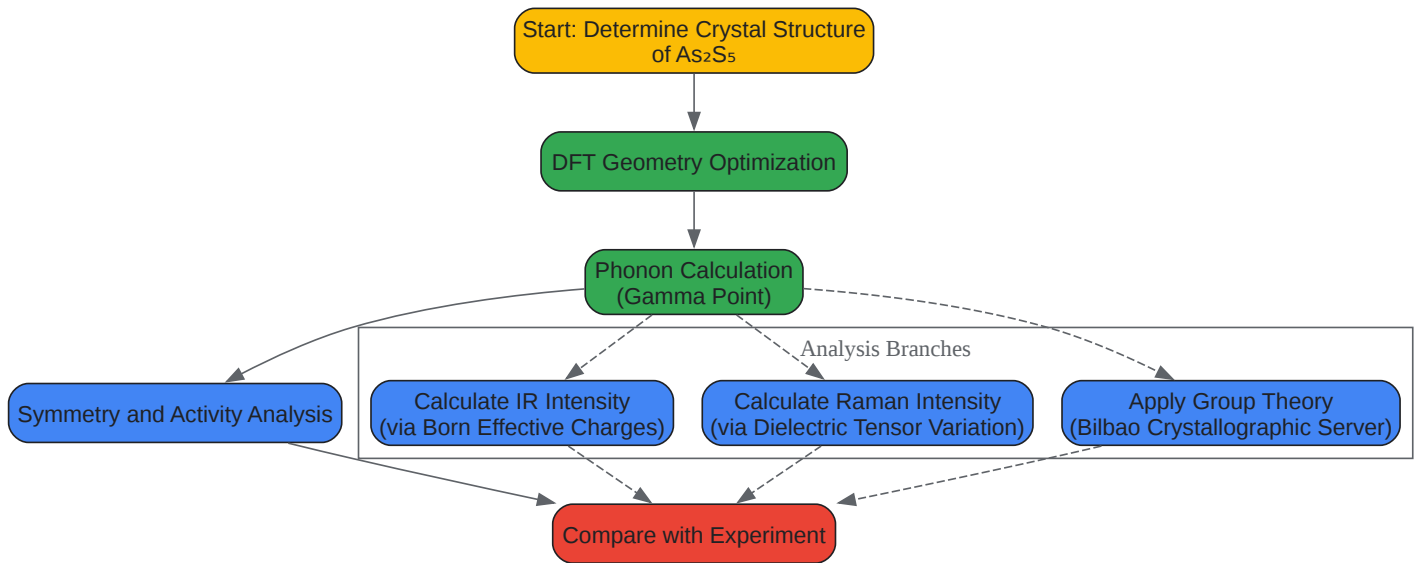 Start: Determine Crystal Structure
of As₂S₅
DFT Geometry Optimization
Phonon Calculation
(Gamma Point)
Analysis Branches
Symmetry and Activity Analysis
Calculate IR Intensity
(via Born Effective Charges)
Calculate Raman Intensity
(via Dielectric Tensor Variation)
Apply Group Theory
(Bilbao Crystallographic Server)
Compare with Experiment